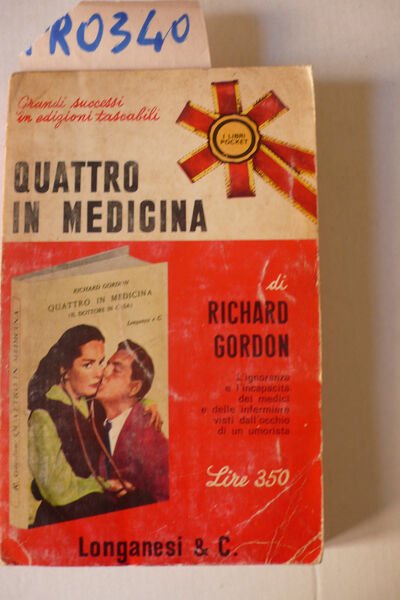 PRO340
Grandi successi
in edizioni tascabili
I LIBRI
POCKET
QUATTRO
IN MEDICINA
RICHARD GORDON
QUATTRO IN MEDICINA
(IL DOTTORE IN CASA)
Longanesi & C.
R. Gordon QUATTRO IN MEDICINA
di
RICHARD
GORDON
L'ignoranza
e l'incapacità
dei medici
e delle infermiere
visti dall'occhio
di un umorista
Lire 350
Longanesi & C.